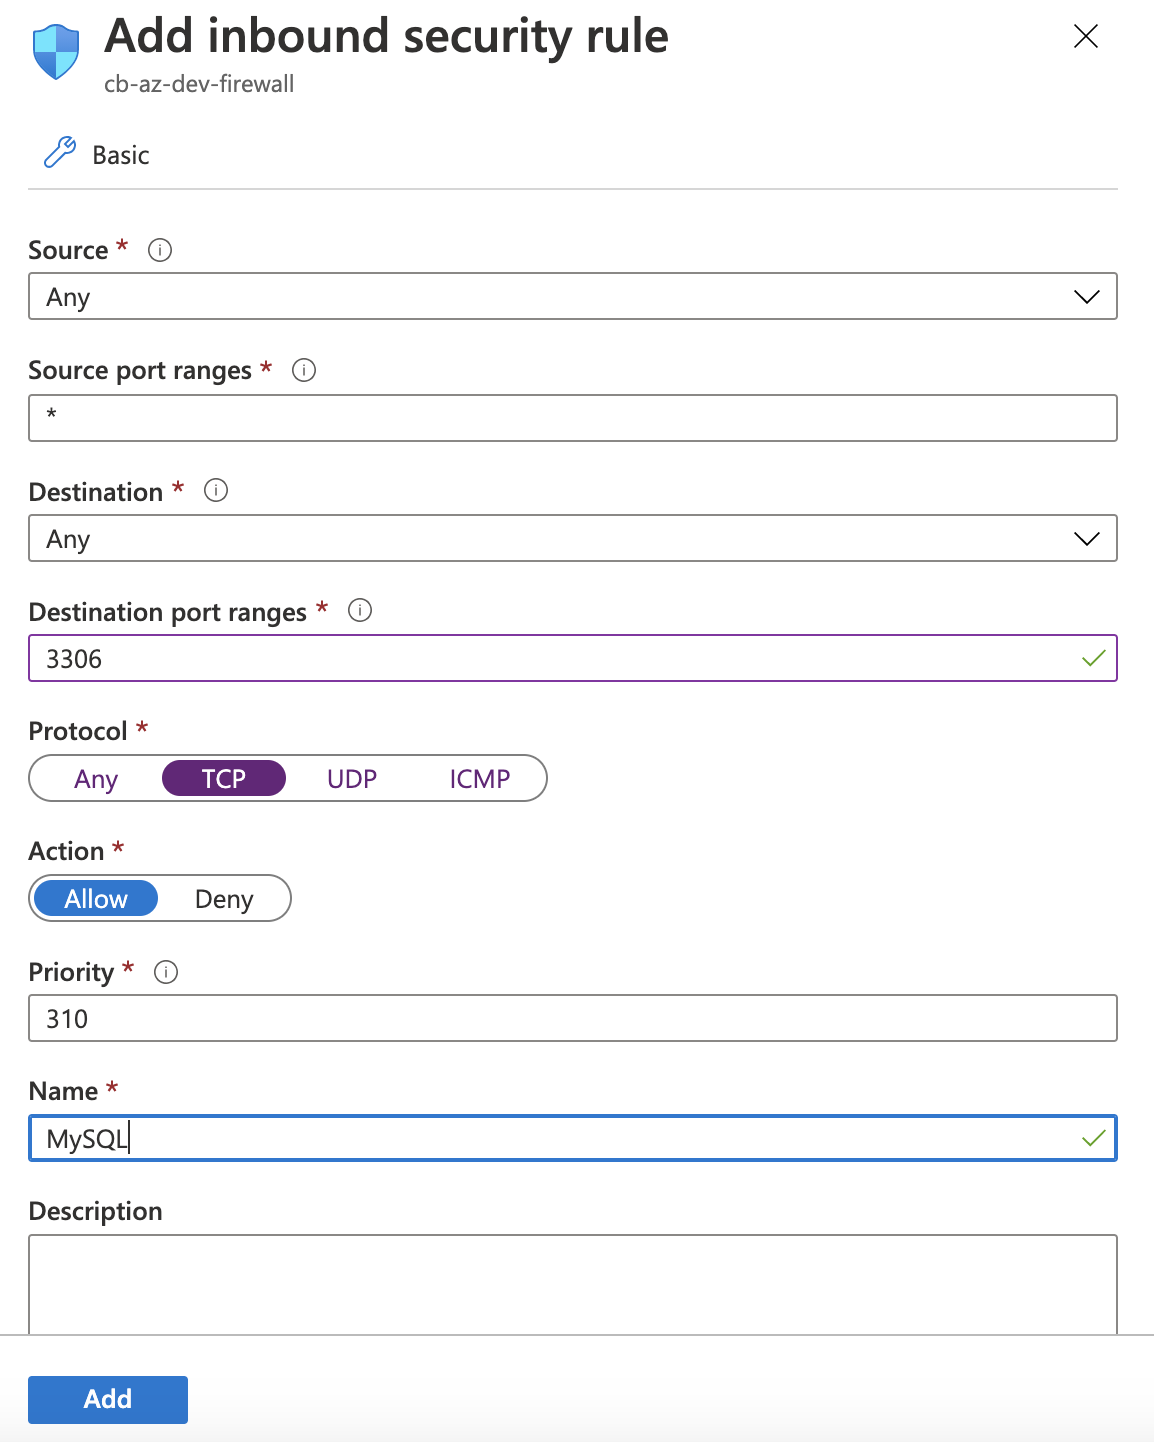 Add inbound security rule
cb-az-dev-firewall
Basic
Source *
Any
Source port ranges *
*
Destination *
Any
Destination port ranges *
3306
Protocol *
Any TCP UDP ICMP
Action *
Allow Deny
Priority *
310
Name *
MySQL
Description
Add